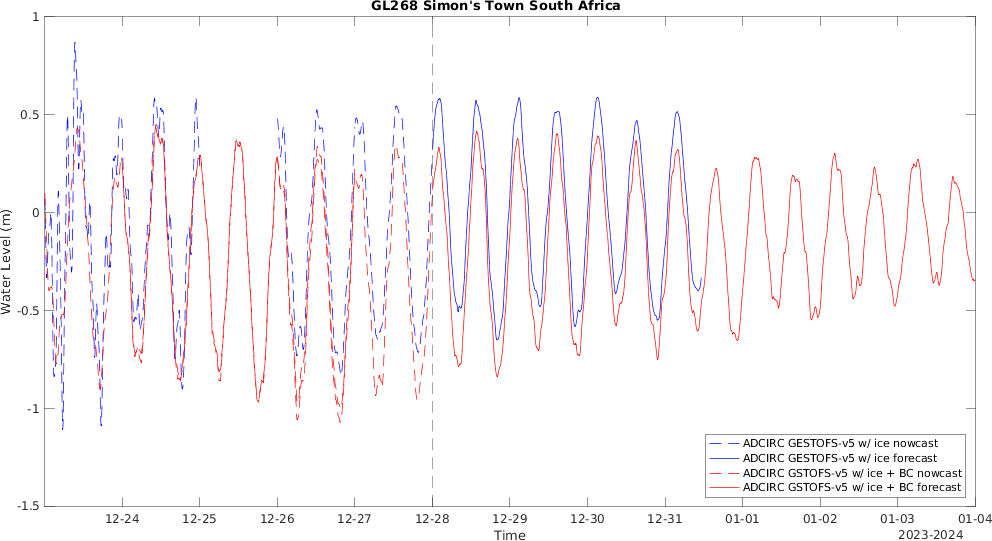 GL268 Simon's Town South Africa
1
0.5
0
-0.5
-1
-1.5
Water Level (m)
ADCIRC GESTOFS-v5 w/ ice nowcast
ADCIRC GESTOFS-v5 w/ ice forecast
ADCIRC GSTOFS-v5 w/ ice + BC nowcast
ADCIRC GSTOFS-v5 w/ ice + BC forecast
12-24 12-25 12-26 12-27 12-28 12-29 12-30 12-31 01-01 01-02 01-03 01-04
Time
2023-2024